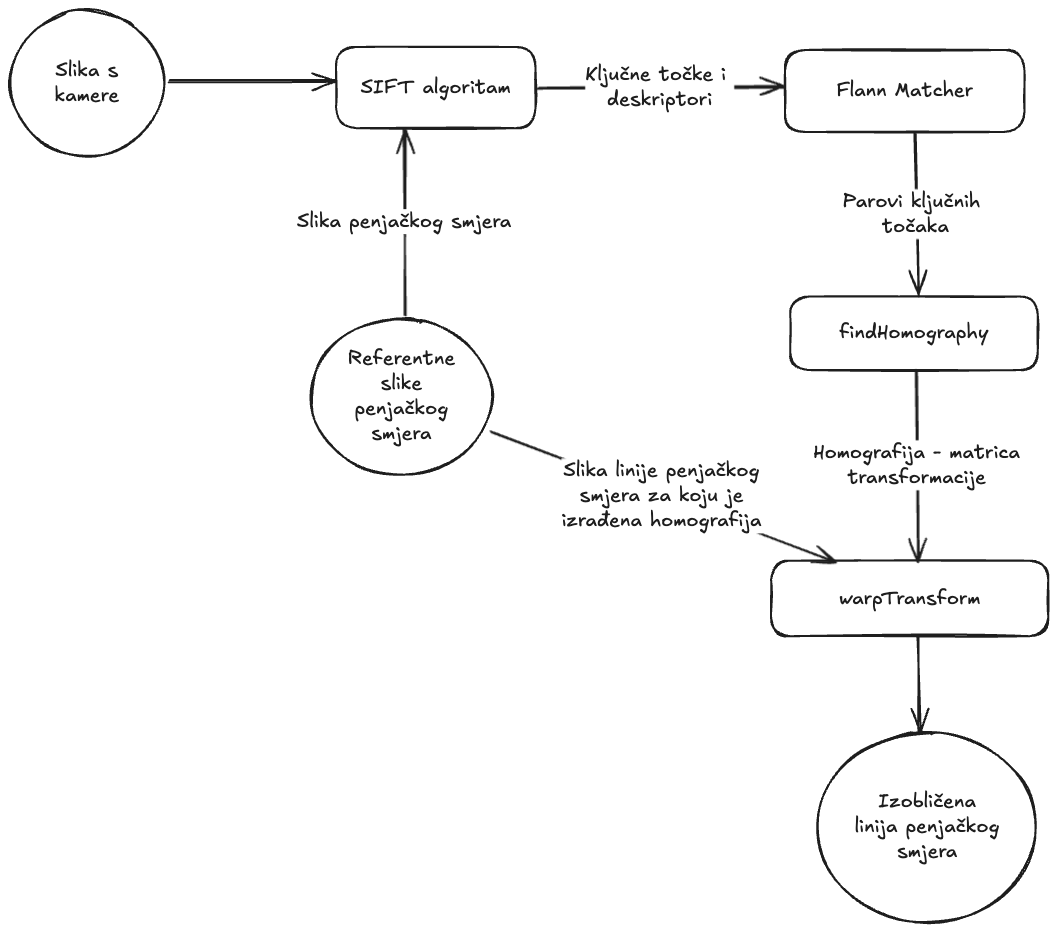 Slika s
kamere
SIFT algoritam
Ključne točke i
deskriptori
Flann Matcher
Slika penjačkog smjera
Parovi ključnih
točaka
Referentne
slike
penjačkog
smjera
findHomography
Slika linije penjačkog
smjera za koju je
izrađena homografija
Homografija - matrica
transformacije
warpTransform
Izobličena
linija penjačkog
smjera